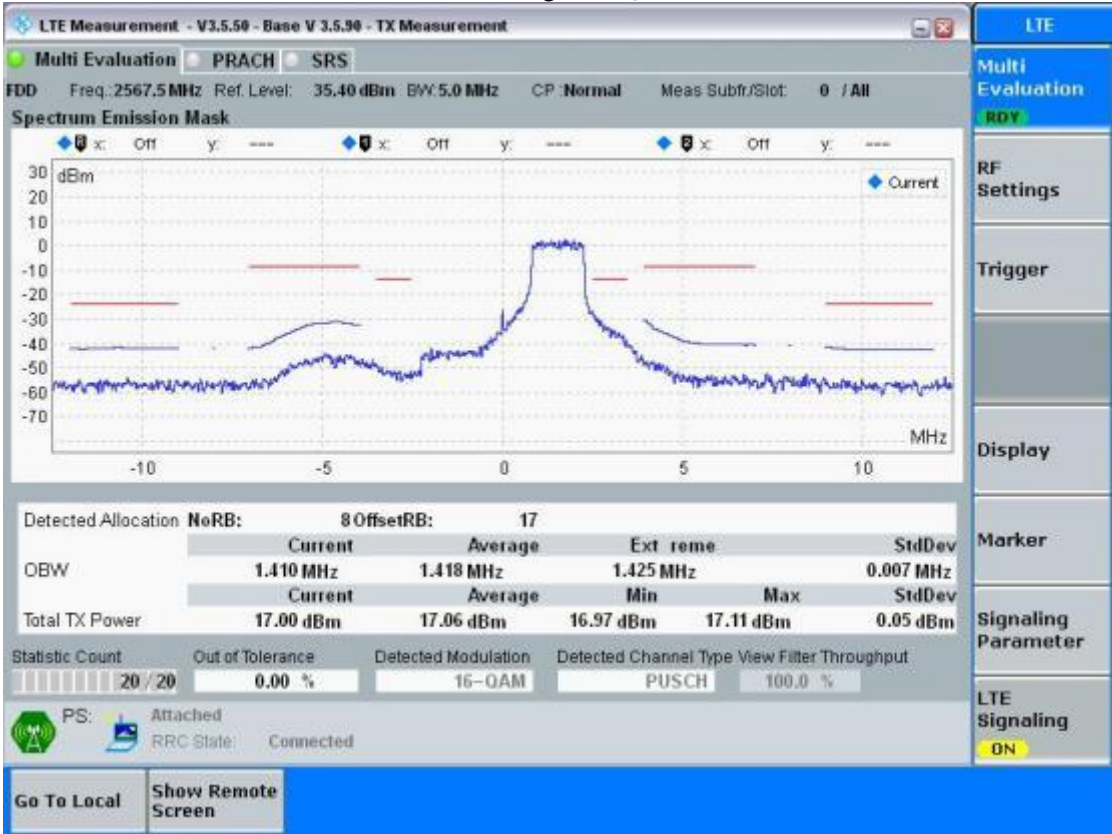 LTE Measurement - V3.5.50 - Base V 3.5.90 - TX Measurement
LTE
Multi Evaluation PRACH SRS
FDD Freq.:2567.5 MHz Ref. Level: 35.40 dBm BW:5.0 MHz CP :Normal Meas Subfr./Slot: 0 / All
Spectrum Emission Mask
x: Off y: --- x: Off y: --- x: Off y: ---
30 dBm
Current
20
10
0
-10
-20
-30
-40
-50
-60
-70
MHz
-10 -5 0 5 10
Detected Allocation NoRB: 8 OffsetRB: 17
Current Average Ext reme StdDev
OBW 1.410 MHz 1.418 MHz 1.425 MHz 0.007 MHz
Current Average Min Max StdDev
Total TX Power 17.00 dBm 17.06 dBm 16.97 dBm 17.11 dBm 0.05 dBm
Statistic Count Out of Tolerance Detected Modulation Detected Channel Type View Filter Throughput
20 / 20 0.00 % 16-QAM PUSCH 100.0 %
PS: Attached
RRC State: Connected
Multi
Evaluation
RDY
RF
Settings
Trigger
Display
Marker
Signaling
Parameter
LTE
Signaling
ON
Go To Local
Show Remote
Screen